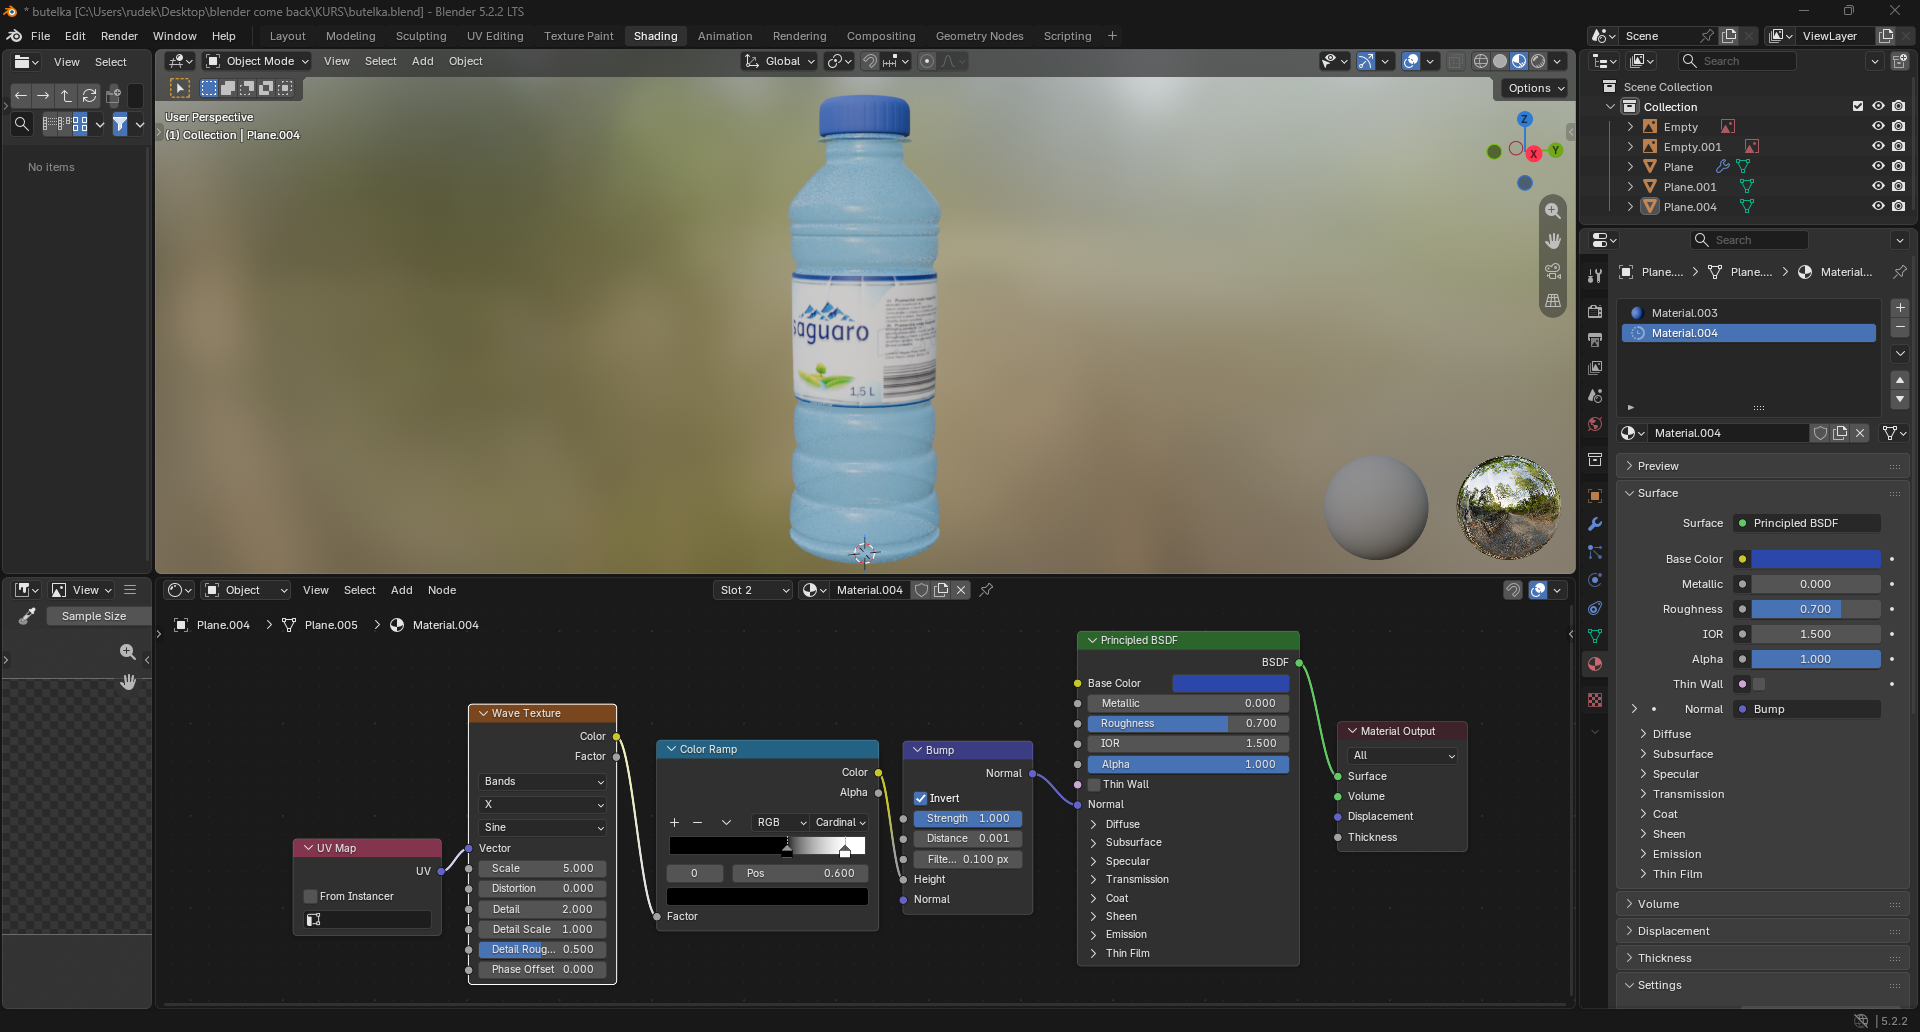 * butelka [C:\Users\rudek\Desktop\blender come back\KURS\butelka.blend] - Blender 5.2.2 LTS
File Edit Render Window Help
Layout Modeling Sculpting UV Editing Texture Paint Shading Animation Rendering Compositing Geometry Nodes Scripting
Scene
ViewLayer
View Select
Object Mode View Select Add Object
Global
Options
User Perspective
(1) Collection | Plane.004
Z
X
Y
No items
saguaro
1,5 L
Search
Scene Collection
Collection
Empty
Empty.001
Plane
Plane.001
Plane.004
Search
Plane.... > Plane.... > Material...
Material.003
Material.004
Material.004
Preview
Surface
Surface Principled BSDF
Base Color
Metallic 0.000
Roughness 0.700
IOR 1.500
Alpha 1.000
Thin Wall
Normal Bump
Diffuse
Subsurface
Specular
Transmission
Coat
Sheen
Emission
Thin Film
Volume
Displacement
Thickness
Settings
View
Sample Size
Object View Select Add Node
Slot 2
Material.004
Plane.004 > Plane.005 > Material.004
UV Map
UV
From Instancer
Wave Texture
Color
Factor
Bands
X
Sine
Vector
Scale 5.000
Distortion 0.000
Detail 2.000
Detail Scale 1.000
Detail Roug... 0.500
Phase Offset 0.000
Color Ramp
Color
Alpha
RGB Cardinal
0 Pos 0.600
Factor
Bump
Normal
Invert
Strength 1.000
Distance 0.001
Filte... 0.100 px
Height
Normal
Principled BSDF
BSDF
Base Color
Metallic 0.000
Roughness 0.700
IOR 1.500
Alpha 1.000
Thin Wall
Normal
Diffuse
Subsurface
Specular
Transmission
Coat
Sheen
Emission
Thin Film
Material Output
All
Surface
Volume
Displacement
Thickness
5.2.2